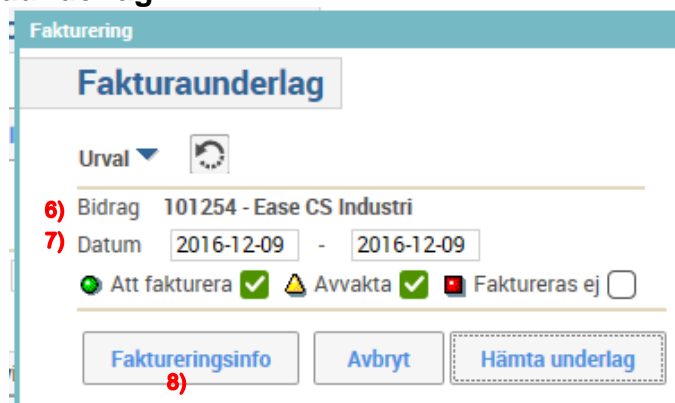 Fakturering
Fakturaunderlag
Urval
6) Bidrag 101254 - Ease CS Industri
7) Datum 2016-12-09 - 2016-12-09
Att fakturera Avvakta Faktureras ej
Faktureringsinfo Avbryt Hämta underlag
8)